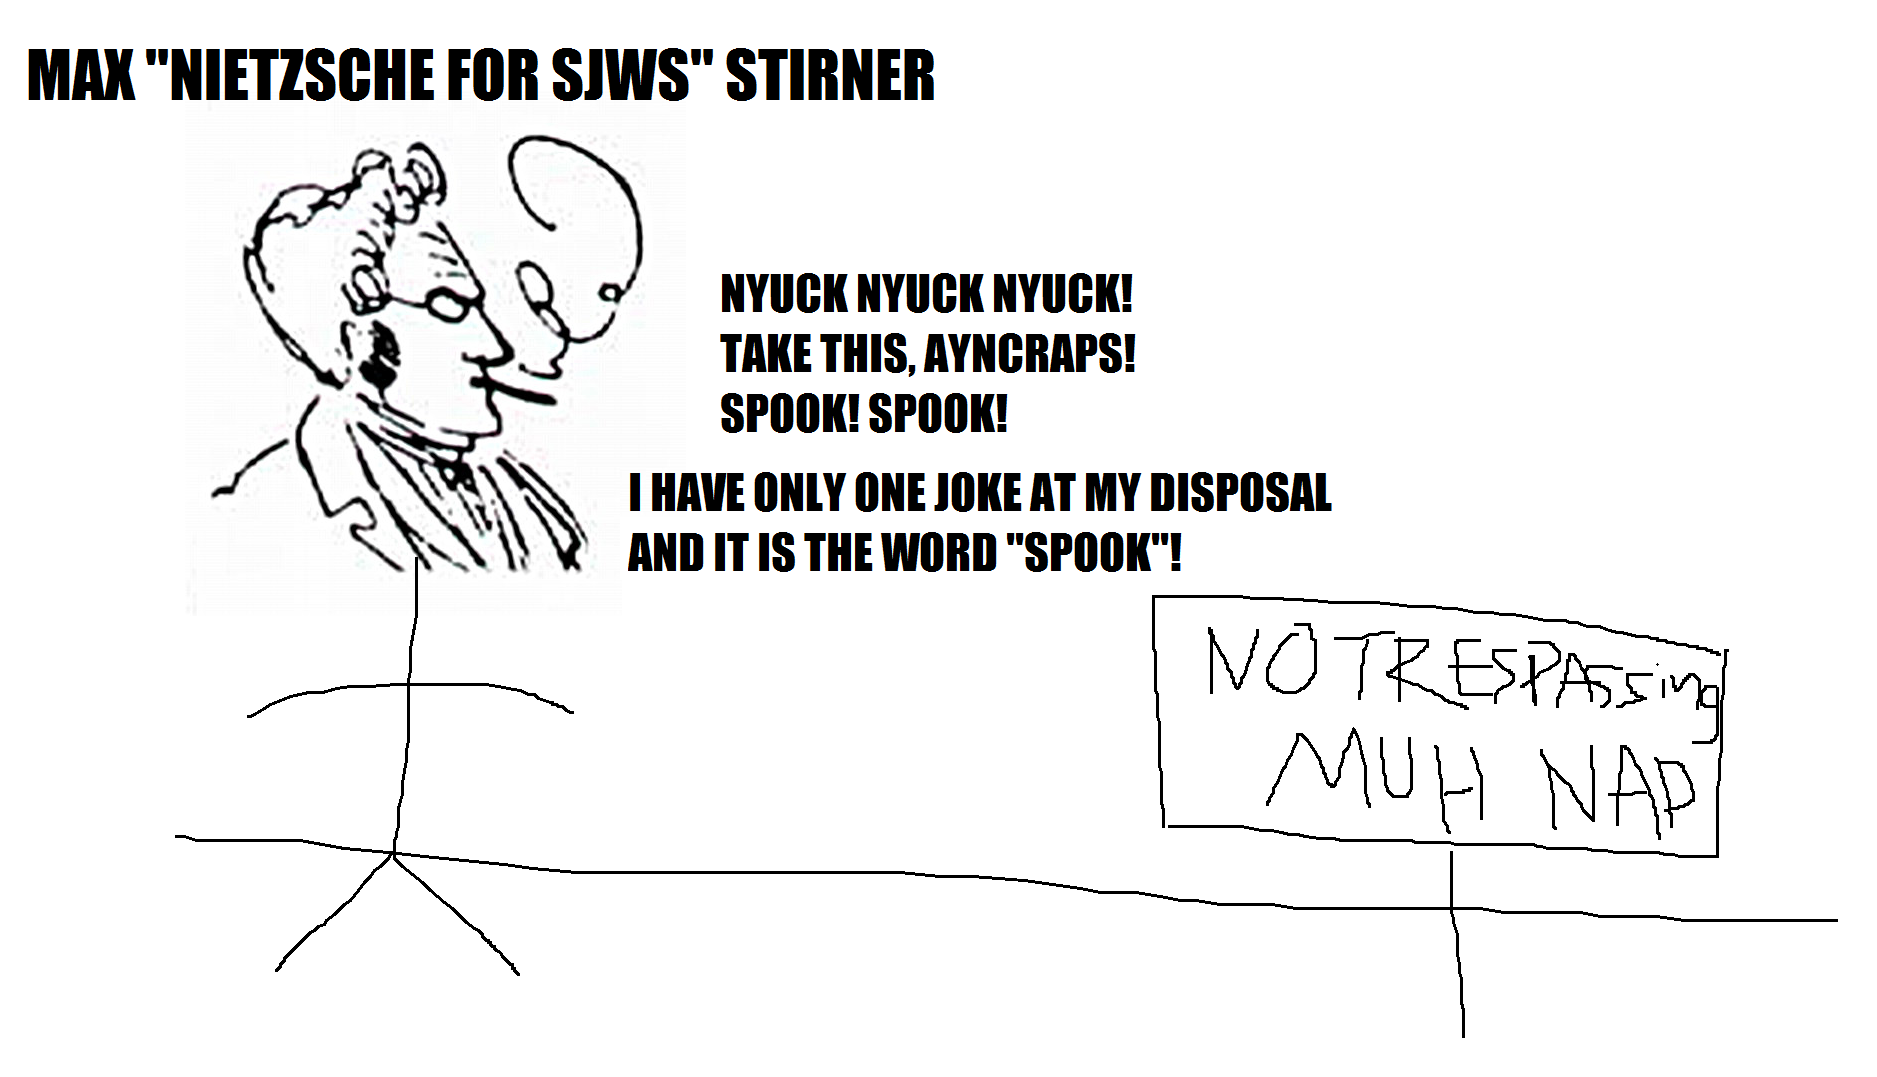 MAX "NIETZSCHE FOR SJWS" STIRNER
NYUCK NYUCK NYUCK!
TAKE THIS, AYNCRAPS!
SPOOK! SPOOK!
I HAVE ONLY ONE JOKE AT MY DISPOSAL
AND IT IS THE WORD "SPOOK"!
NO TRESPASSing
MUH NAP